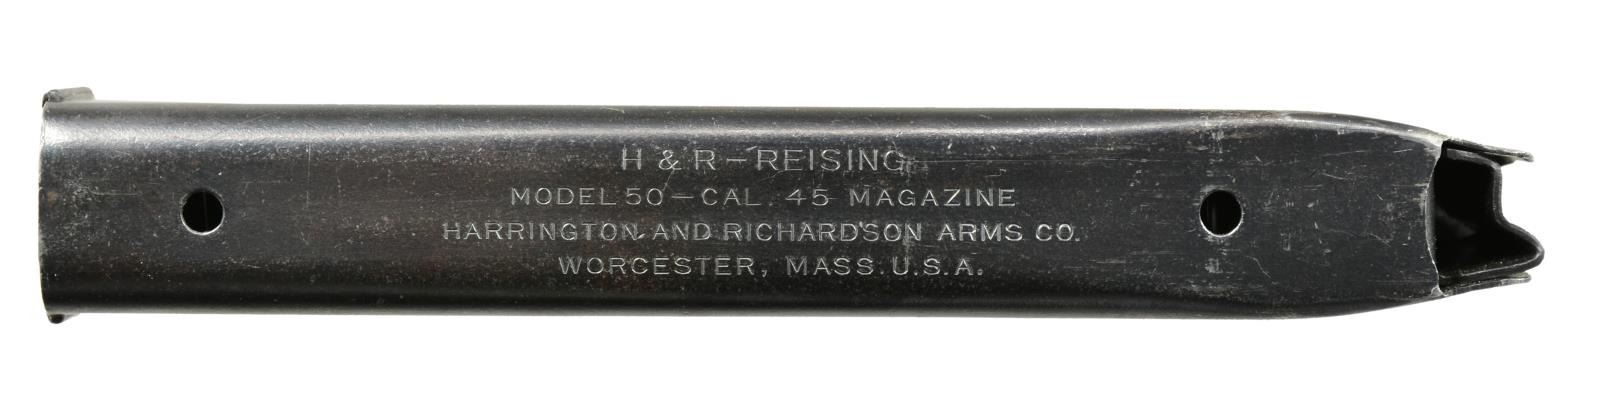 H & R - REISING
MODEL 50 - CAL. 45 MAGAZINE
HARRINGTON AND RICHARDSON ARMS CO.
WORCESTER, MASS. U.S.A.